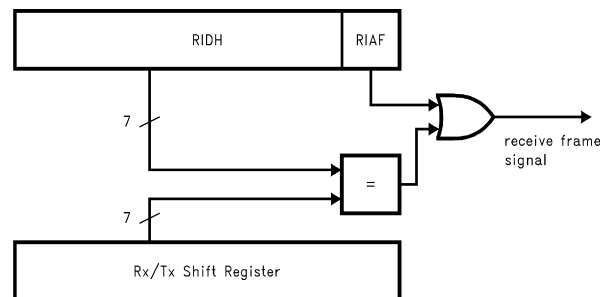 RIDH
RIAF
7
receive frame
signal
=
7
Rx/Tx Shift Register